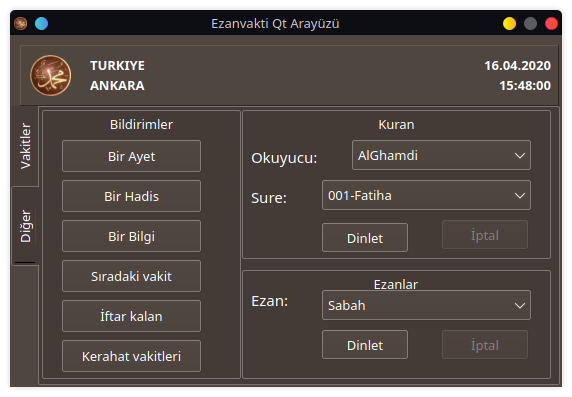 Ezanvakti Qt Arayüzü
TURKIYE
16.04.2020
ANKARA
15:48:00
Vakitler
Diğer
Bildirimler
Bir Ayet
Bir Hadis
Bir Bilgi
Sıradaki vakit
İftar kalan
Kerahat vakitleri
Kuran
Okuyucu:
AlGhamdi
Sure:
001-Fatiha
Dinlet
İptal
Ezanlar
Ezan:
Sabah
Dinlet
İptal